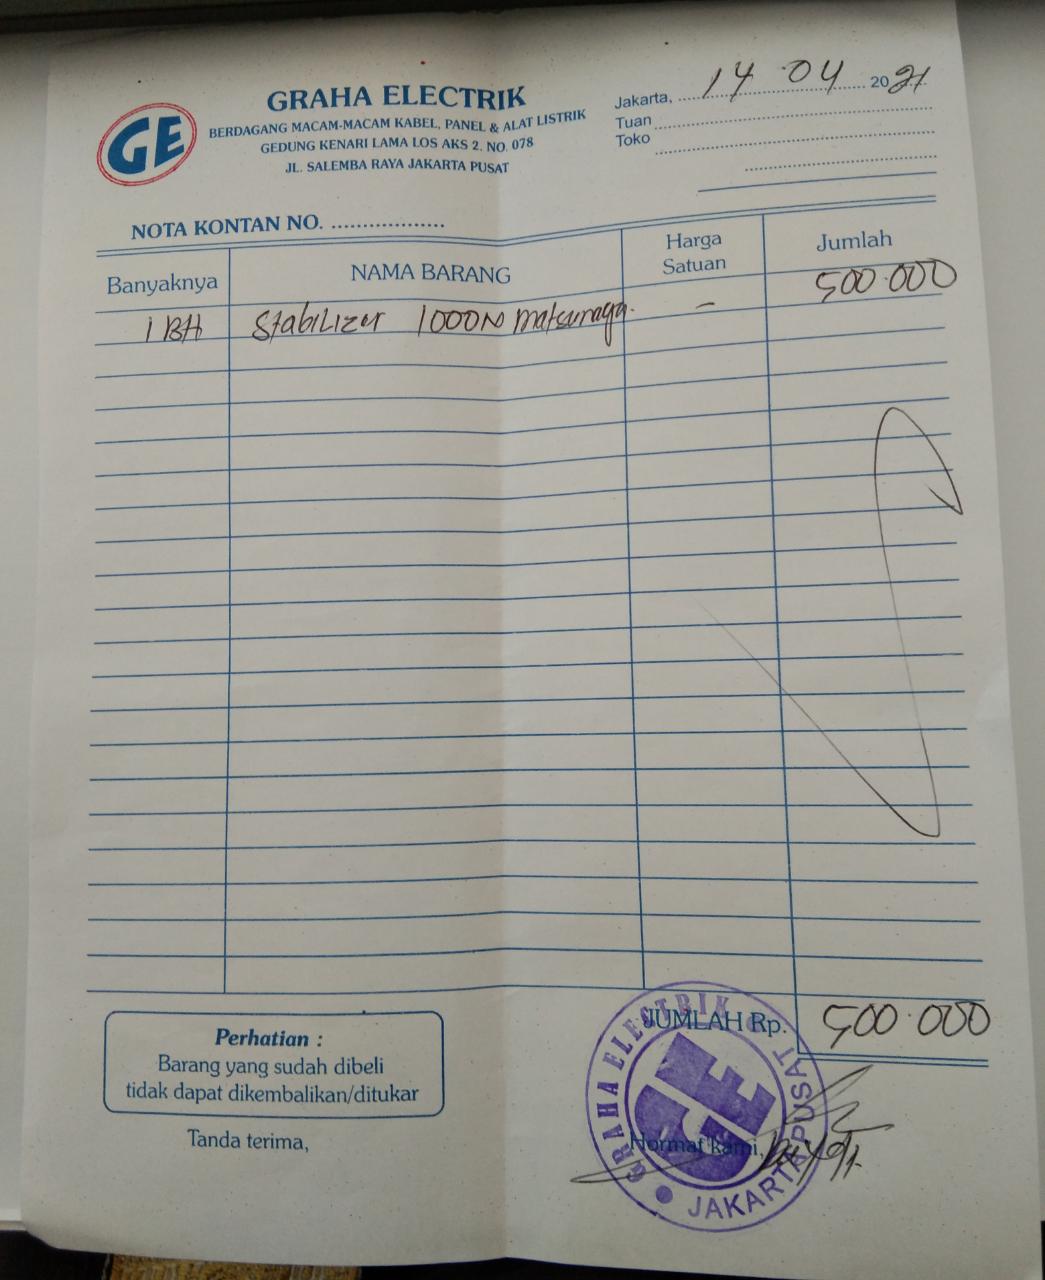 GE
GRAHA ELECTRIK
BERDAGANG MACAM-MACAM KABEL, PANEL & ALAT LISTRIK
GEDUNG KENARI LAMA LOS AKS 2. NO. 078
JL. SALEMBA RAYA JAKARTA PUSAT
Jakarta, 14 04 2021
Tuan
Toko
NOTA KONTAN NO. ....................
Banyaknya NAMA BARANG Harga Satuan Jumlah
1 BH Stabilizer 1000 N matsunaga. - 500.000
JUMLAH Rp. 500.000
Perhatian :
Barang yang sudah dibeli
tidak dapat dikembalikan/ditukar
Tanda terima,
Hormat kami,
GRAHA ELESTRIK
GE
JAKARTA PUSAT